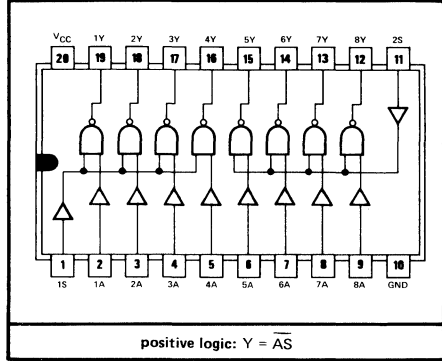 VCC 1Y 2Y 3Y 4Y 5Y 6Y 7Y 8Y 2S
20 19 18 17 16 15 14 13 12 11
1 2 3 4 5 6 7 8 9 10
1S 1A 2A 3A 4A 5A 6A 7A 8A GND
positive logic: Y = A̅S̅